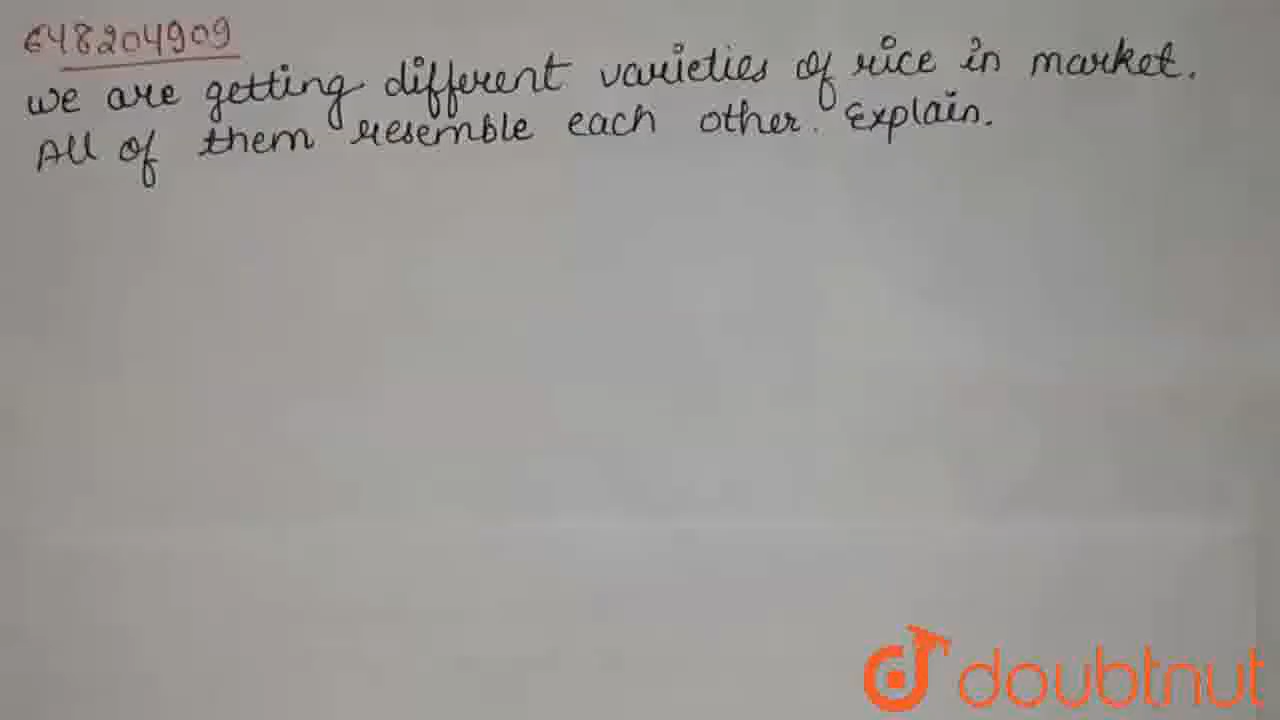 648204909
we are getting different varieties of rice in market.
All of them resemble each other. Explain.
doubtnut